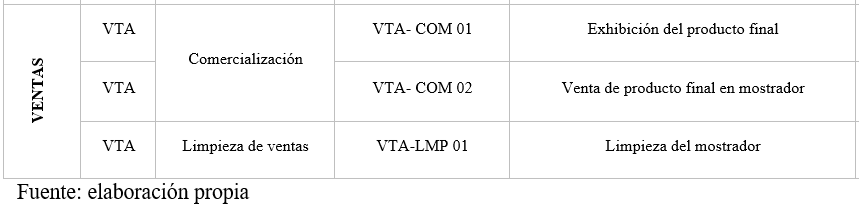 VENTAS
VTA
Comercialización
VTA- COM 01
Exhibición del producto final
VTA
VTA- COM 02
Venta de producto final en mostrador
VTA
Limpieza de ventas
VTA-LMP 01
Limpieza del mostrador
Fuente: elaboración propia